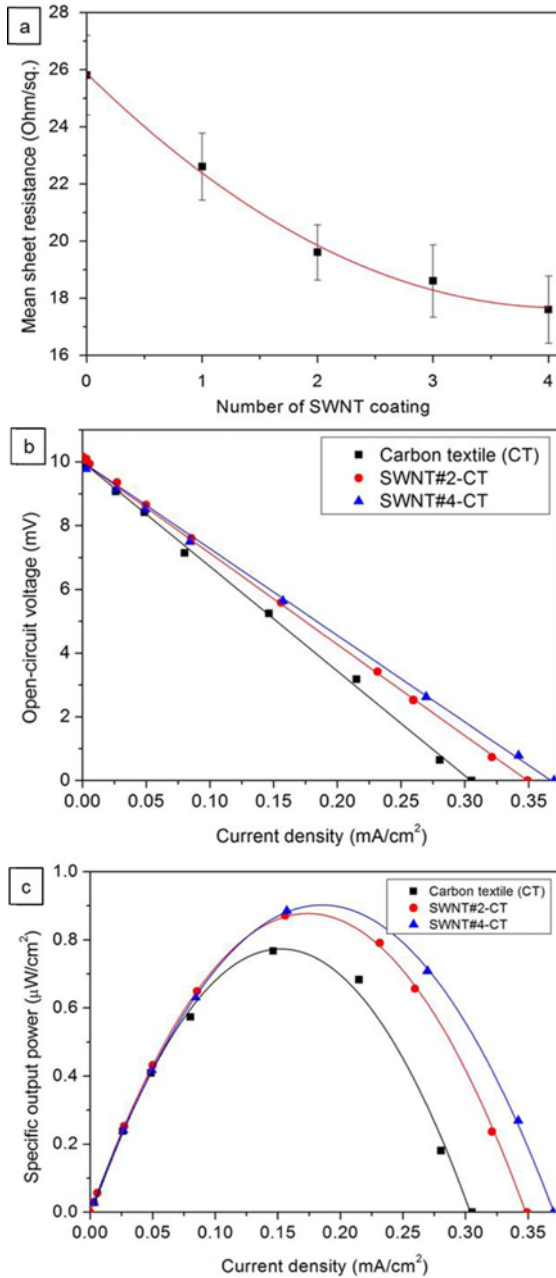 a
28
26
24
22
20
18
16
Mean sheet resistance (Ohm/sq.)
0 1 2 3 4
Number of SWNT coating
b
12
10
8
6
4
2
0
Open-circuit voltage (mV)
Carbon textile (CT)
SWNT#2-CT
SWNT#4-CT
0.00 0.05 0.10 0.15 0.20 0.25 0.30 0.35
Current density (mA/cm²)
c
1.0
0.8
0.6
0.4
0.2
0.0
Specific output power (μW/cm²)
Carbon textile (CT)
SWNT#2-CT
SWNT#4-CT
0.00 0.05 0.10 0.15 0.20 0.25 0.30 0.35
Current density (mA/cm²)